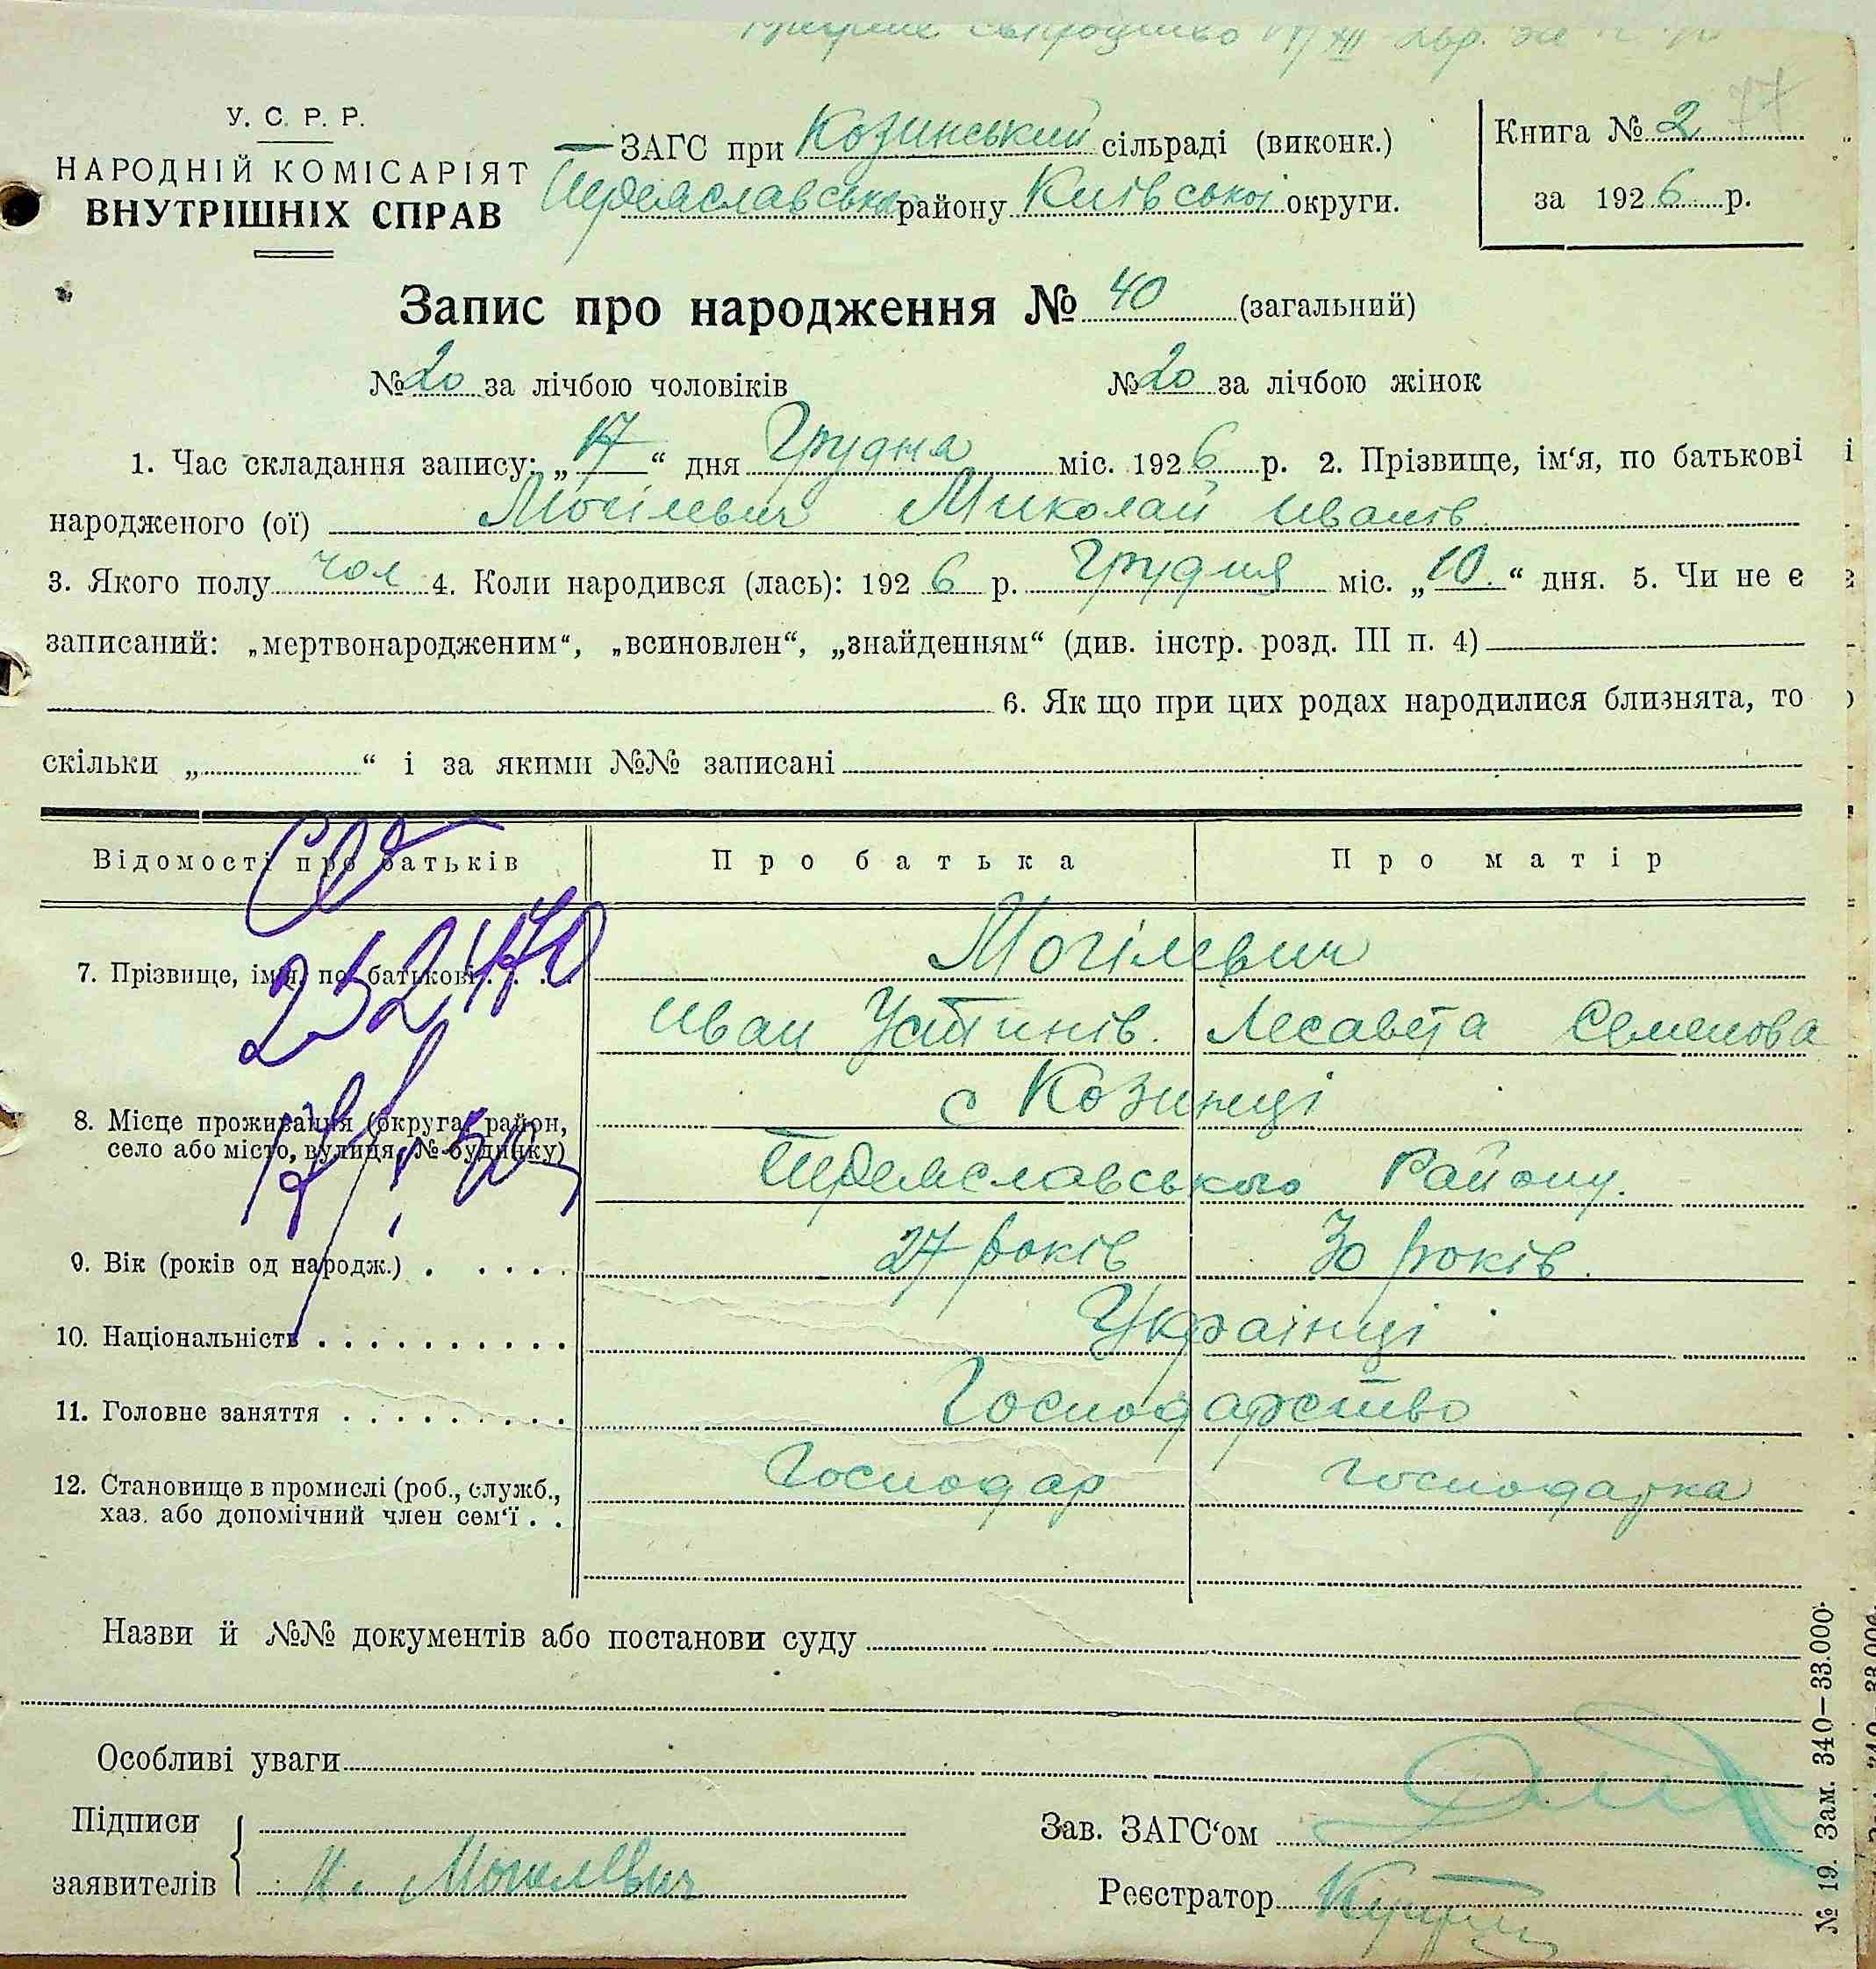 У. С. Р. Р.
НАРОДНІЙ КОМІСАРІЯТ
ВНУТРІШНІХ СПРАВ
ЗАГС при Козинський сільраді (виконк.)
Переяславська району Київської округи.
Книга № 2 77
за 1926 р.
Запис про народження № 40 (загальний)
№ 20 за лічбою чоловіків № 20 за лічбою жінок
1. Час складання запису: „17“ дня Грудня міс. 1926 р. 2. Прізвище, ім‘я, по батькові
народженого (ої) Могілевич Миколай Иванів
3. Якого полу чол 4. Коли народився (лась): 1926 р. Грудня міс. „10“ дня. 5. Чи не є
записаний: „мертвонародженим“, „всиновлен“, „знайденням“ (див. інстр. розд. III п. 4)
6. Як що при цих родах народилися близнята, то
скільки „ “ і за якими №№ записані
Відомості про батьків Про батька Про матір
7. Прізвище, імя, по батькові . . . Могілевич
Иван Устинів. Лесавета Семенова
8. Місце проживання (округа, район,
село або місто, вулиця, № будинку)
с Козинці
Переяславського Району.
9. Вік (років од народж.) . . . . . 27 років 30 років.
10. Національність . . . . . . . . . . Українці
11. Головне заняття . . . . . . . . . Господарство
12. Становище в промислі (роб., служб.,
хаз. або допомічний член сем‘ї . . Господар господарка
Назви й №№ документів або постанови суду
Особливі уваги
Підписи
заявителів Могилевич
Зав. ЗАГС‘ом
Реєстратор
№ 19. Зам. 340—33.000.